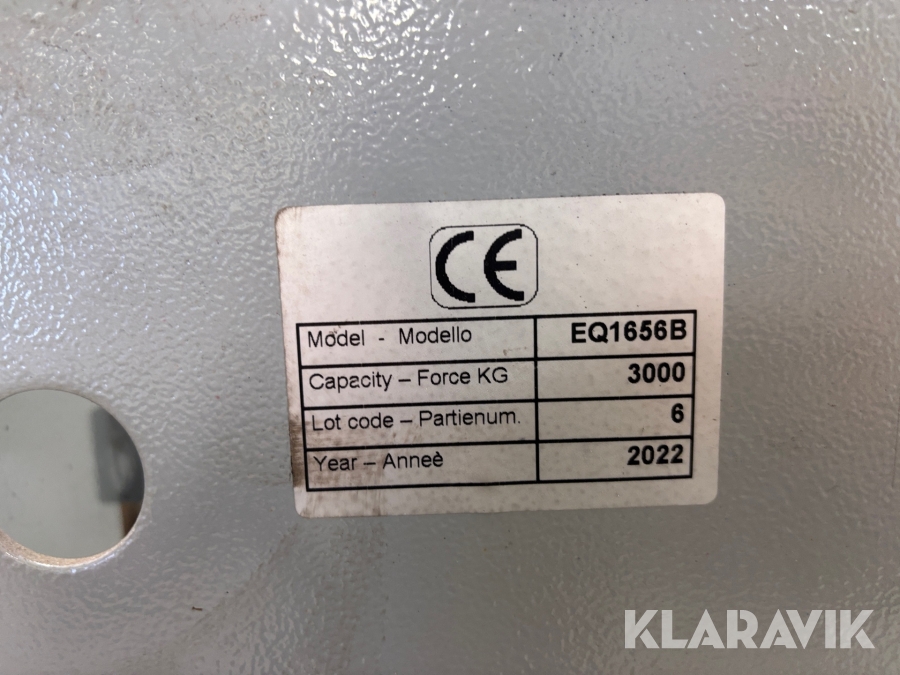 CE
Model - Modello EQ1656B
Capacity – Force KG 3000
Lot code – Partienum. 6
Year – Anneè 2022
KLARAVIK